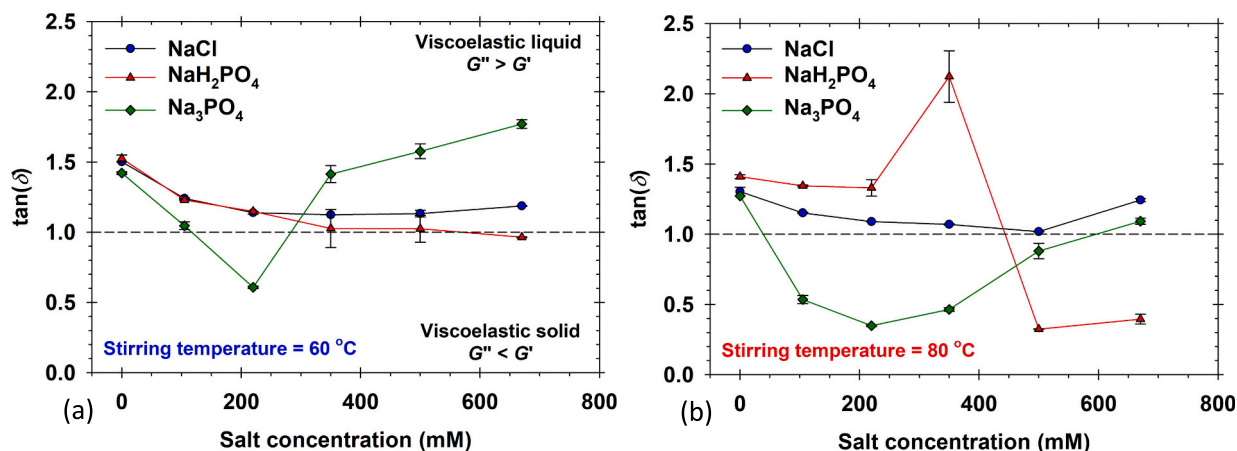 2.5
2.0
1.5
1.0
0.5
0.0
tan(δ)
NaCl
NaH₂PO₄
Na₃PO₄
Viscoelastic liquid
G" > G'
Viscoelastic solid
G" < G'
Stirring temperature = 60 °C
0 200 400 600 800
(a)
Salt concentration (mM)
2.5
2.0
1.5
1.0
0.5
0.0
tan(δ)
NaCl
NaH₂PO₄
Na₃PO₄
Stirring temperature = 80 °C
0 200 400 600 800
(b)
Salt concentration (mM)